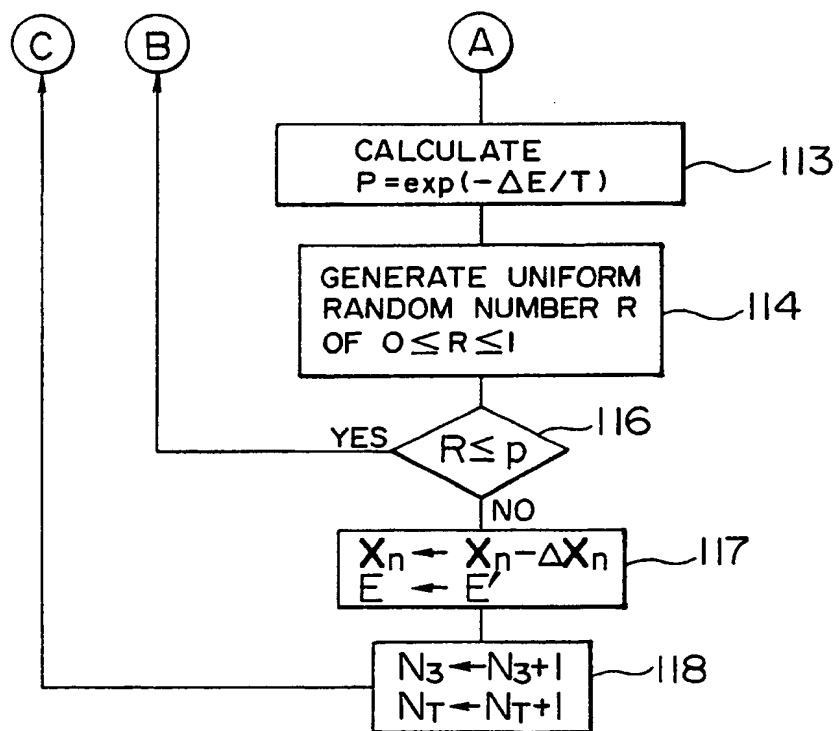 C
B
A
CALCULATE
P=exp(-ΔE/T)
113
GENERATE UNIFORM
RANDOM NUMBER R
OF 0≤R≤1
114
116
YES
R≤p
NO
Xn ← Xn-ΔXn
E ← E'
117
N3←N3+1
NT←NT+1
118